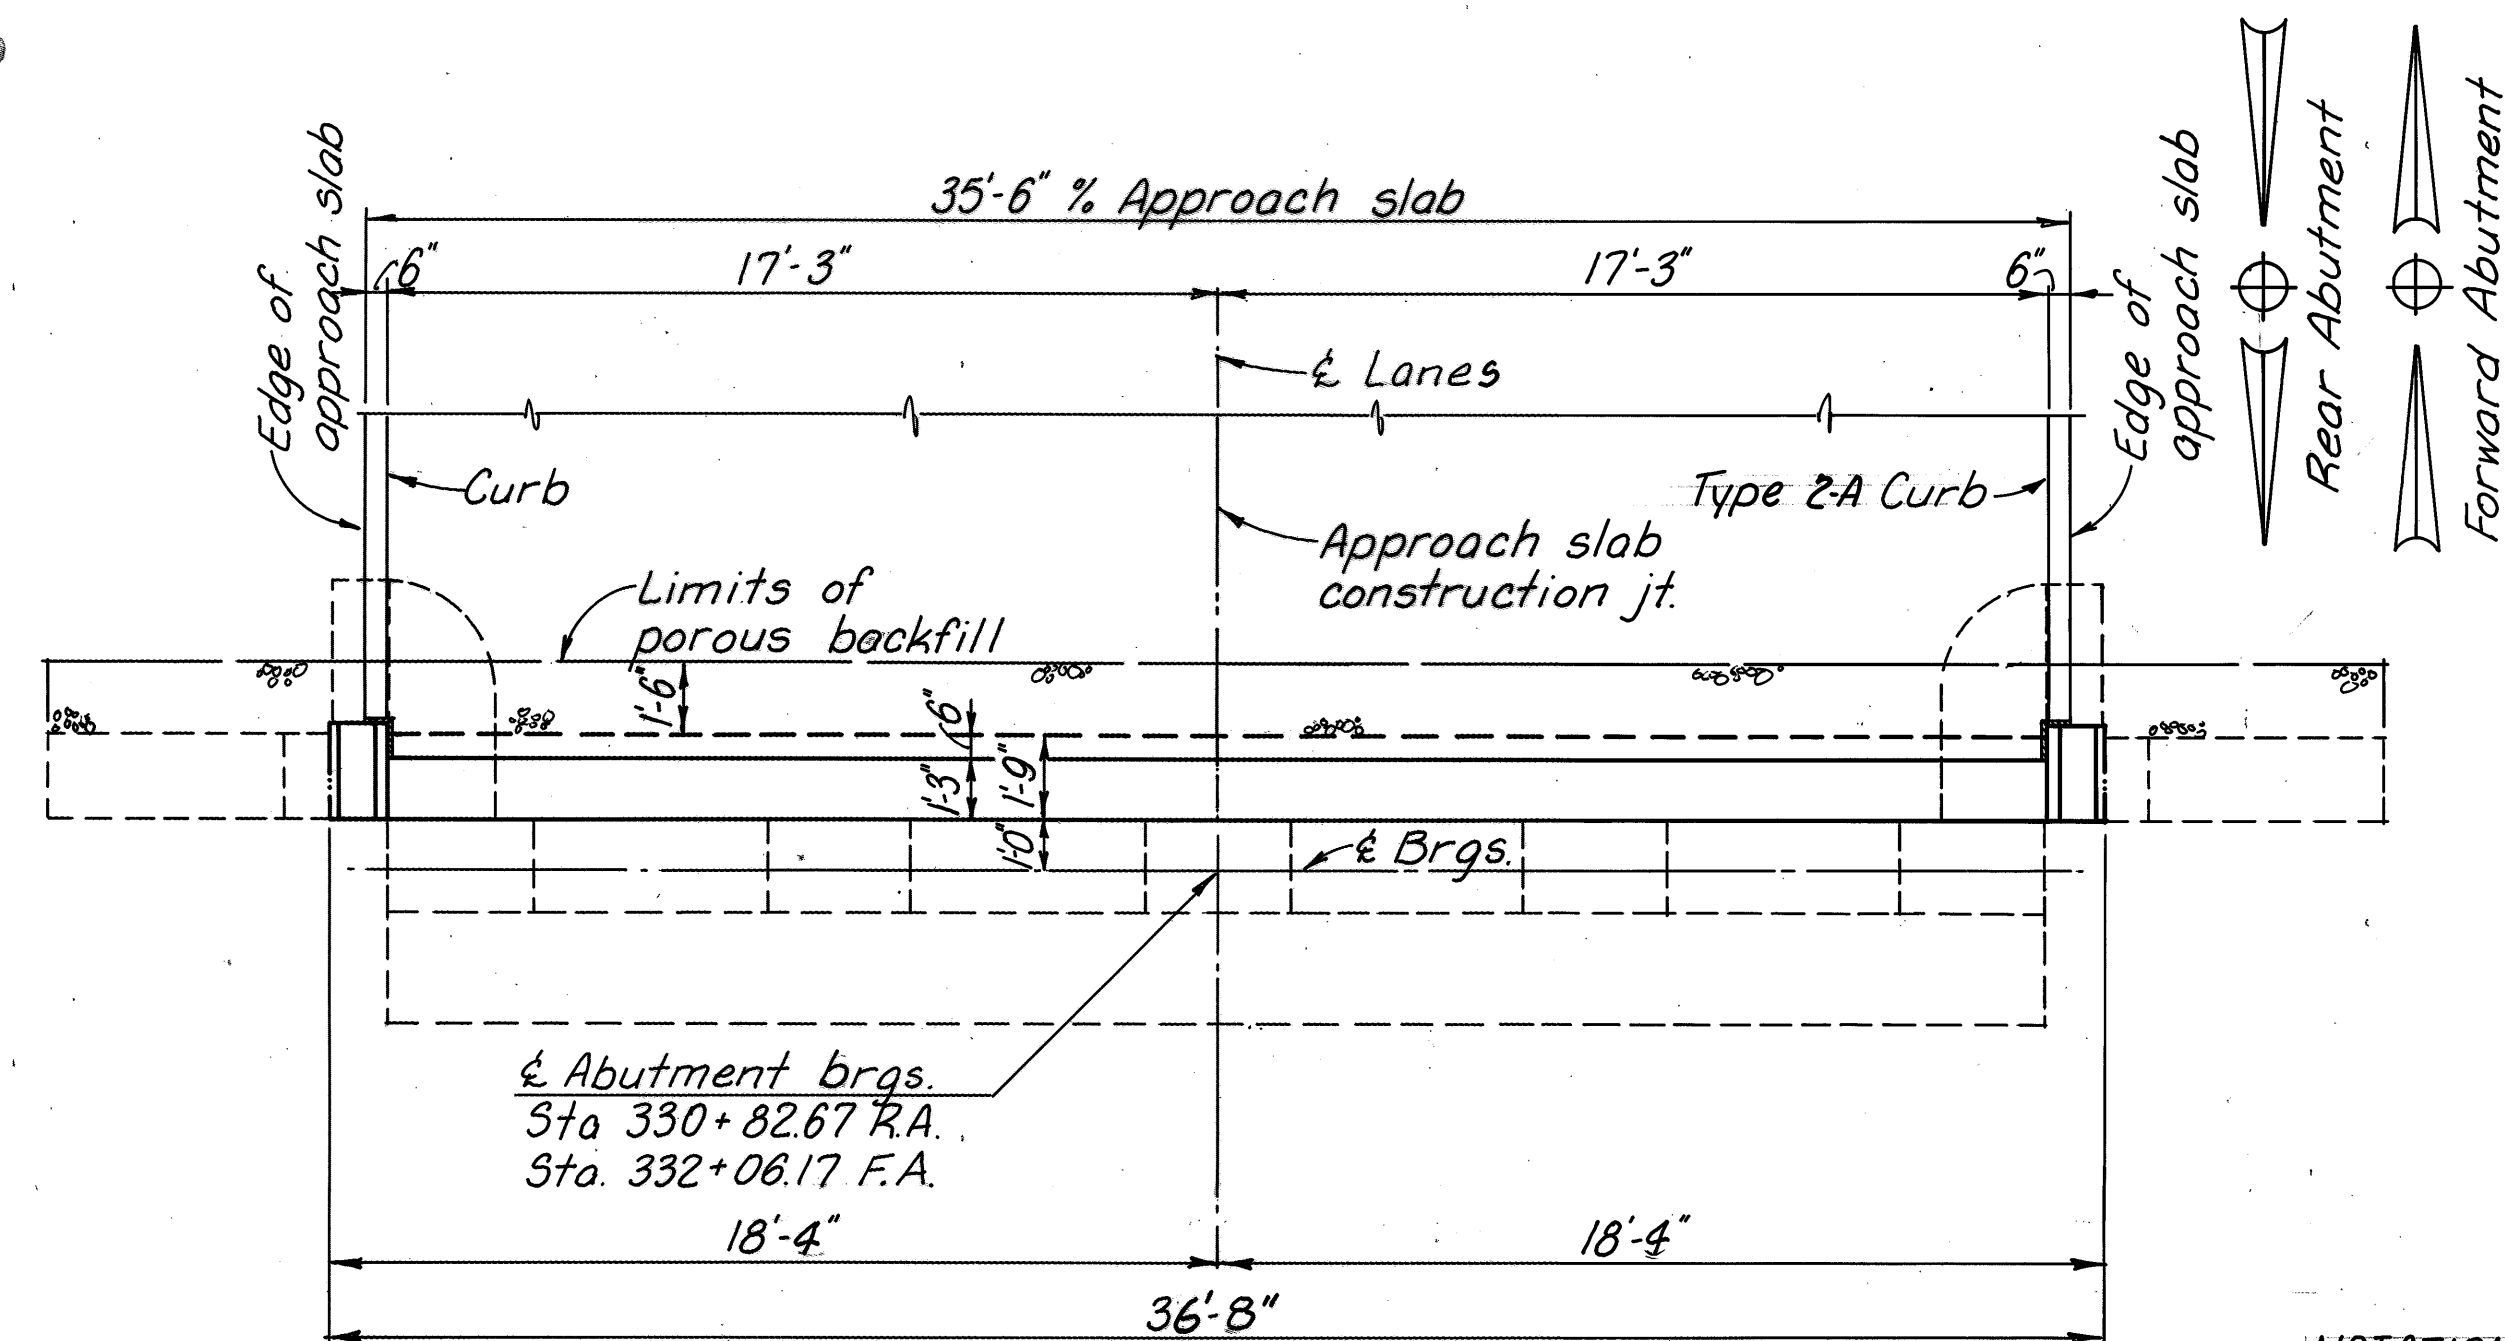 35'-6" % Approach slab
6"
17'-3"
17'-3"
6"
Edge of
approach slab
Edge of
approach slab
Rear Abutment
Forward Abutment
℄ Lanes
Curb
Type 2-A Curb
Approach slab
construction jt.
Limits of
porous backfill
1'-6"
6"
1'-3"
1'-9"
1'-0"
℄ Brgs.
℄ Abutment brgs.
Sta 330+82.67 R.A.
Sta. 332+06.17 F.A.
18'-4"
18'-4"
36'-8"